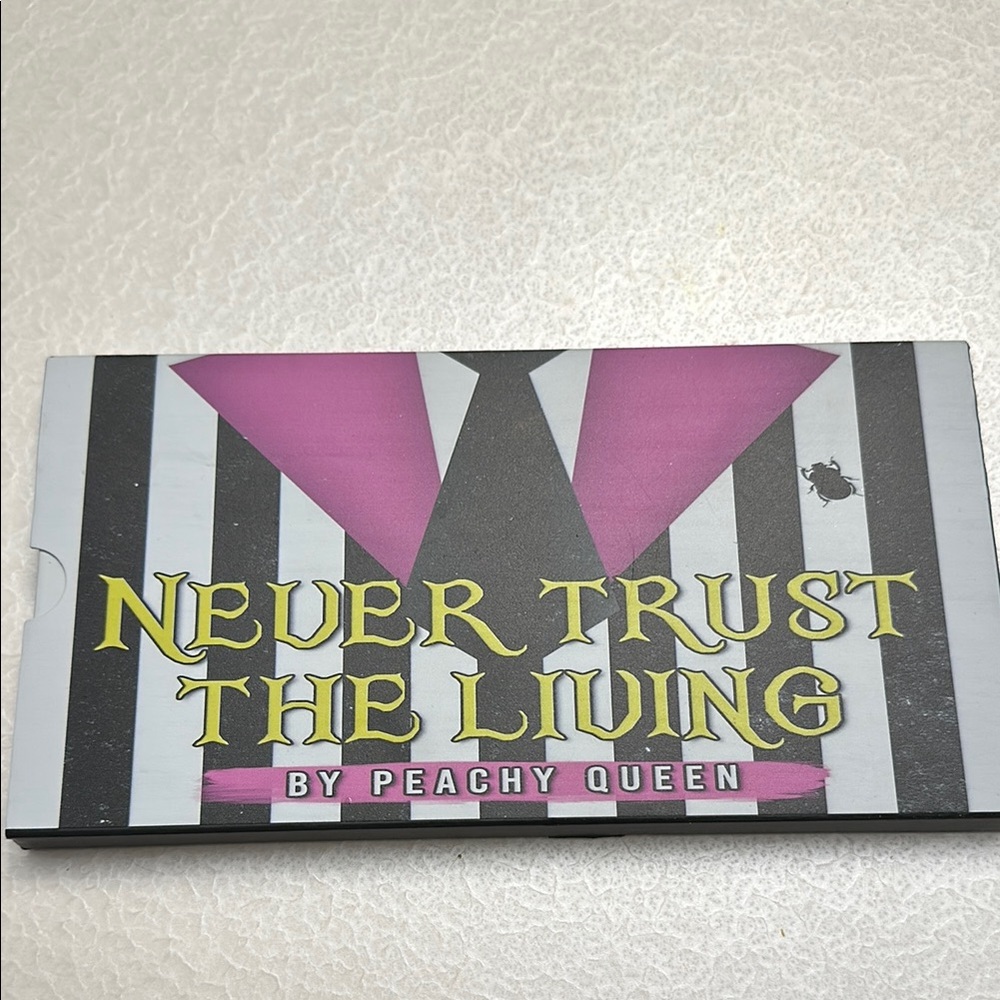 NEVER TRUST
THE LIVING
BY PEACHY QUEEN